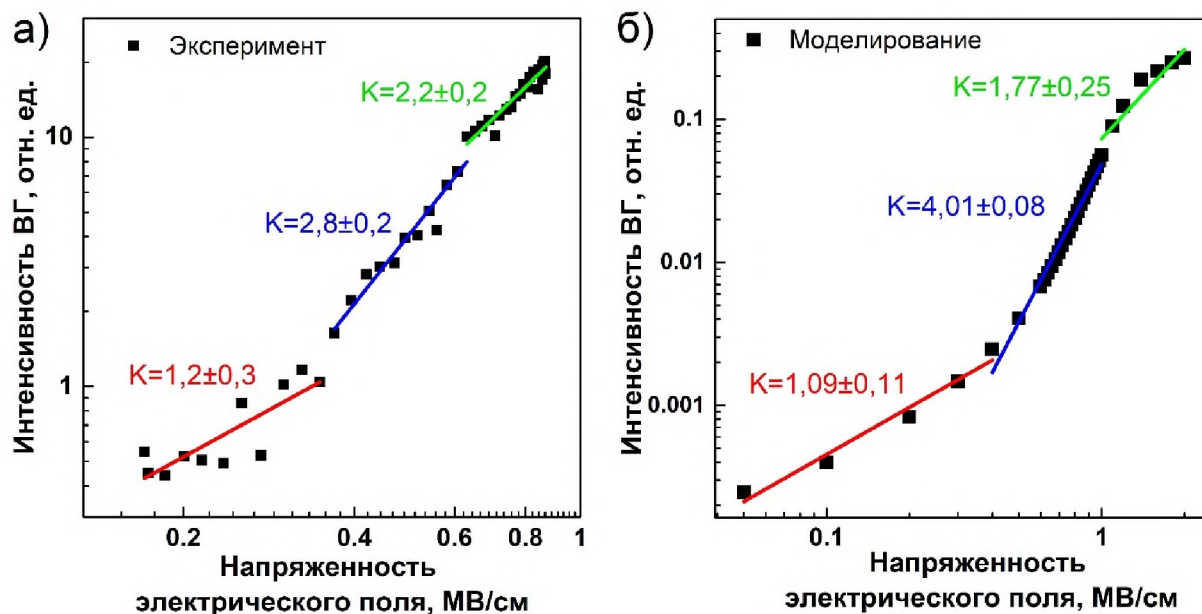 а)
Эксперимент
K=2,2±0,2
K=2,8±0,2
K=1,2±0,3
Интенсивность ВГ, отн. ед.
10
1
0.2
0.4
0.6
0.8
1
Напряженность
электрического поля, МВ/см
б)
Моделирование
K=1,77±0,25
K=4,01±0,08
K=1,09±0,11
Интенсивность ВГ, отн. ед.
0.1
0.01
0.001
0.1
1
Напряженность
электрического поля, МВ/см